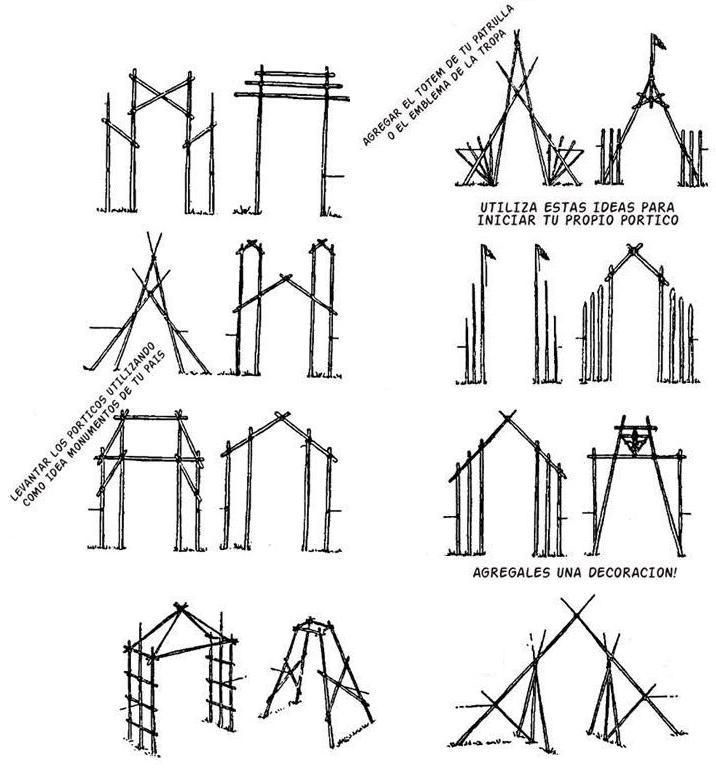 AGREGAR EL TOTEM DE TU PATRULLA
O EL EMBLEMA DE LA TROPA
UTILIZA ESTAS IDEAS PARA
INICIAR TU PROPIO PORTICO
LEVANTAR LOS PORTICOS UTILIZANDO
COMO IDEA MONUMENTOS DE TU PAIS
AGREGALES UNA DECORACION!